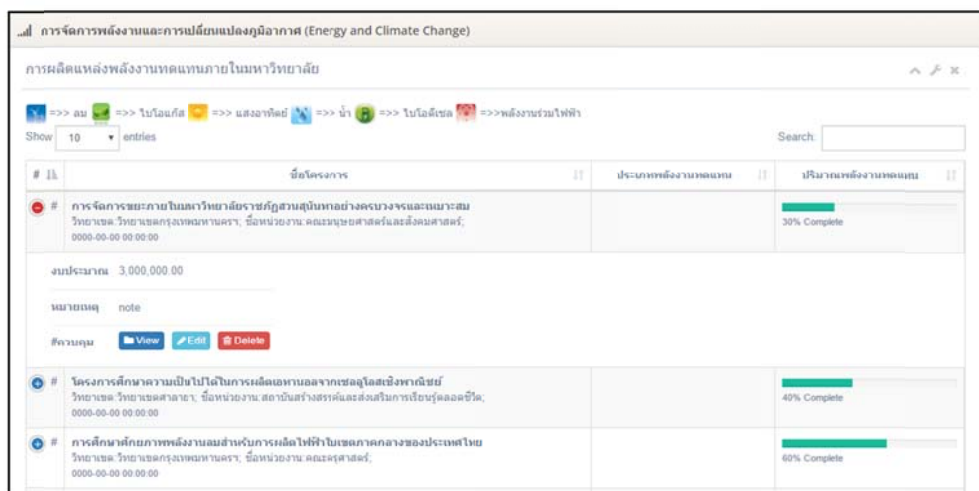 การจัดการพลังงานและการเปลี่ยนแปลงภูมิอากาศ (Energy and Climate Change)
การผลิตแหล่งพลังงานทดแทนภายในมหาวิทยาลัย
=>> ลม =>> ไบโอแก๊ส =>> แสงอาทิตย์ =>> น้ำ =>> ไบโอดีเซล =>>พลังงานร่วมไฟฟ้า
Show 10 entries Search:
# ชื่อโครงการ ประเภทพลังงานทดแทน ปริมาณพลังงานทดแทน
# การจัดการขยะภายในมหาวิทยาลัยราชภัฏสวนสุนันทาอย่างครบวงจรและเหมาะสม
วิทยาเขต:วิทยาเขตกรุงเทพมหานครฯ; ชื่อหน่วยงาน:คณะมนุษยศาสตร์และสังคมศาสตร์;
30% Complete
0000-00-00 00:00:00
งบประมาณ 3,000,000.00
หมายเหตุ note
#ควบคุม View Edit Delete
# โครงการศึกษาความเป็นไปได้ในการผลิตเอทานอลจากเซลลูโลสเชิงพาณิชย์
วิทยาเขต:วิทยาเขตศาลายา; ชื่อหน่วยงาน:สถาบันสร้างสรรค์และส่งเสริมการเรียนรู้ตลอดชีวิต;
40% Complete
0000-00-00 00:00:00
# การศึกษาศักยภาพพลังงานลมสำหรับการผลิตไฟฟ้าในเขตภาคกลางของประเทศไทย
วิทยาเขต:วิทยาเขตกรุงเทพมหานครฯ; ชื่อหน่วยงาน:คณะครุศาสตร์;
60% Complete
0000-00-00 00:00:00